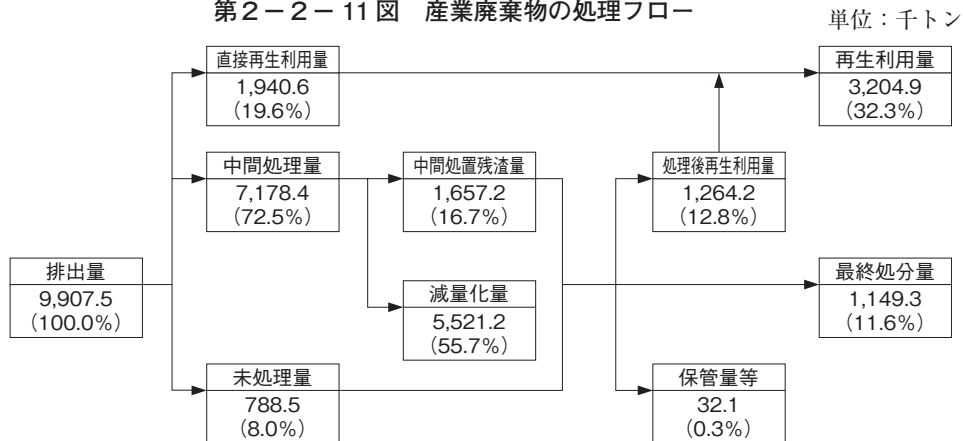 第2－2－11図　産業廃棄物の処理フロー
単位：千トン
直接再生利用量
1,940.6
（19.6%）
再生利用量
3,204.9
（32.3%）
中間処理量
7,178.4
（72.5%）
中間処置残渣量
1,657.2
（16.7%）
処理後再生利用量
1,264.2
（12.8%）
排出量
9,907.5
（100.0%）
減量化量
5,521.2
（55.7%）
最終処分量
1,149.3
（11.6%）
未処理量
788.5
（8.0%）
保管量等
32.1
（0.3%）